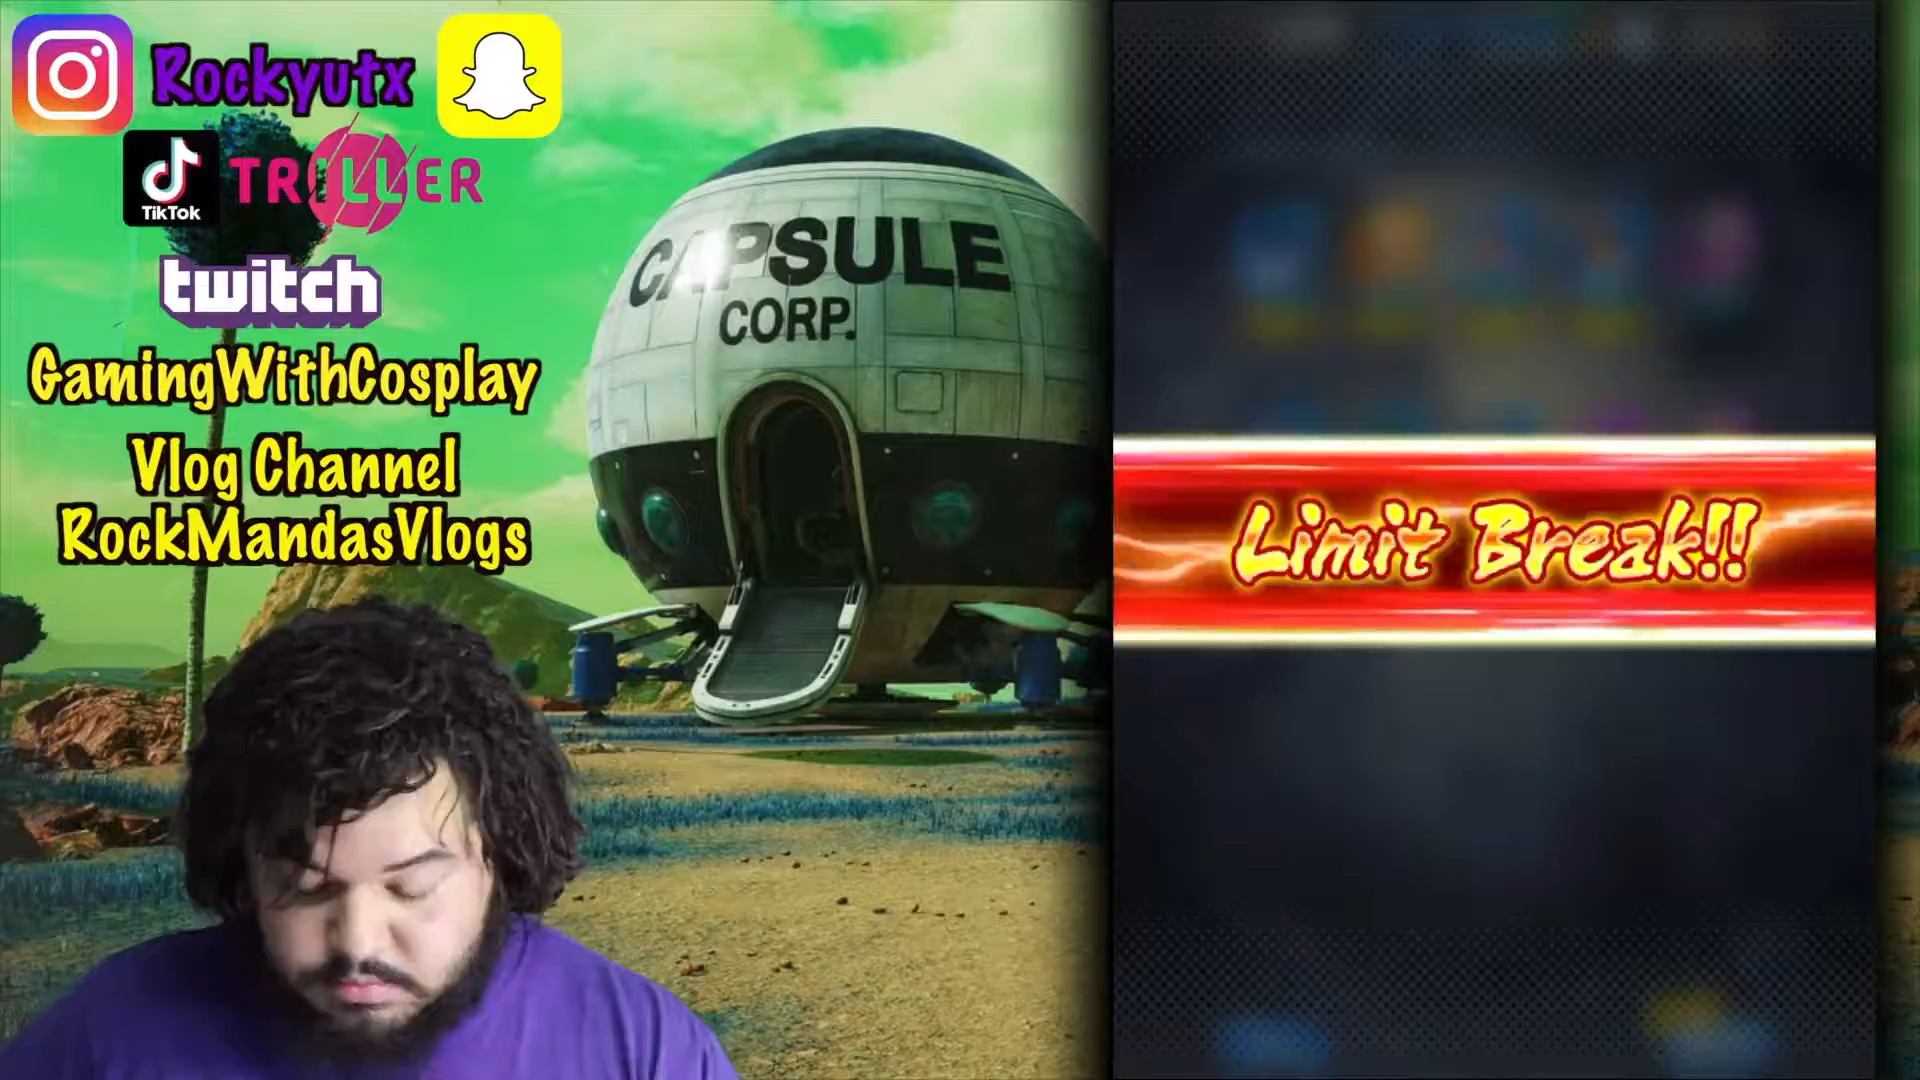 Rockyutx
TikTok
TRILLER
twitch
GamingWithCosplay
Vlog Channel
RockMandasVlogs
CAPSULE
CORP.
Limit Break!!